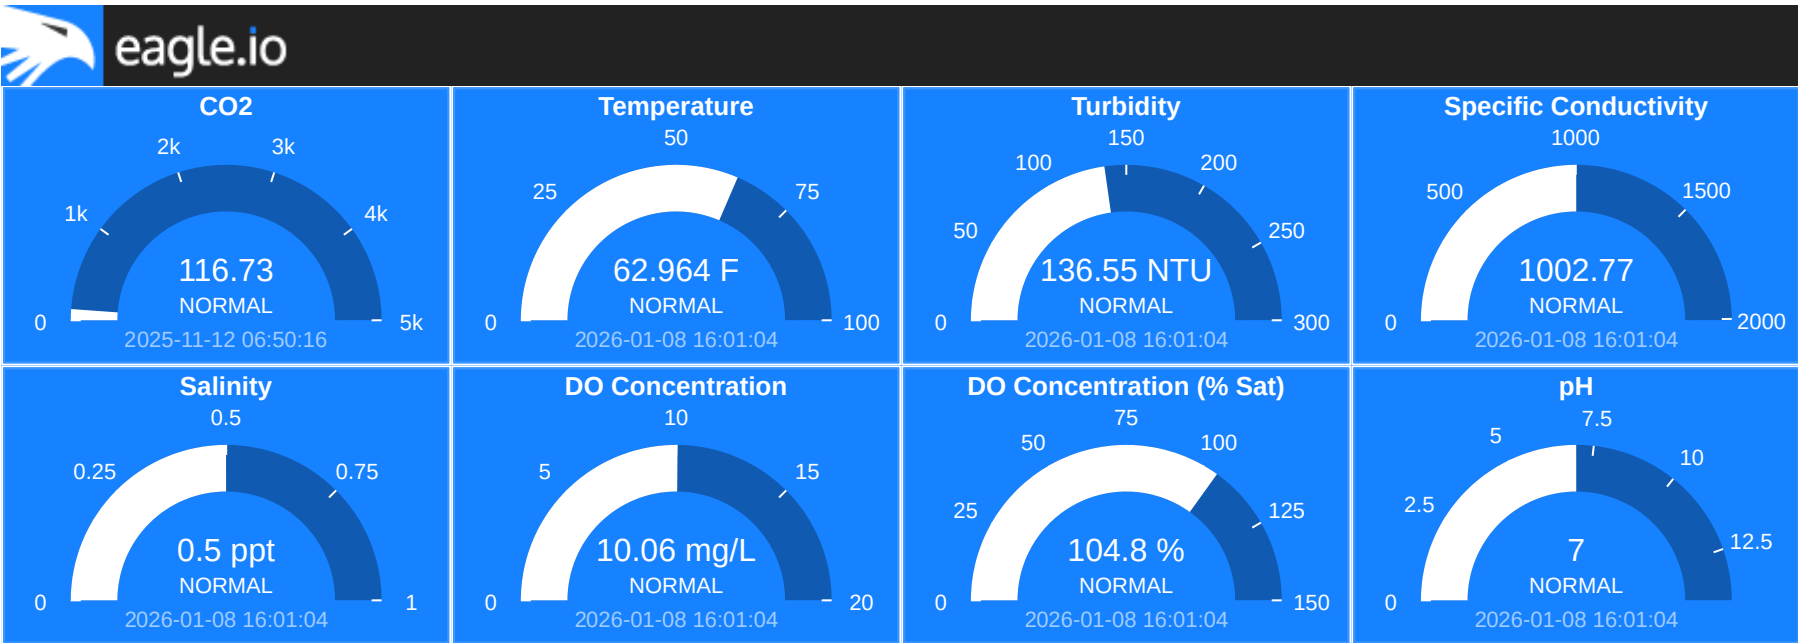 eagle.io
CO2
0
1k
2k
3k
4k
5k
116.73
NORMAL
2025-11-12 06:50:16
Temperature
0
25
50
75
100
62.964 F
NORMAL
2026-01-08 16:01:04
Turbidity
0
50
100
150
200
250
300
136.55 NTU
NORMAL
2026-01-08 16:01:04
Specific Conductivity
0
500
1000
1500
2000
1002.77
NORMAL
2026-01-08 16:01:04
Salinity
0
0.25
0.5
0.75
1
0.5 ppt
NORMAL
2026-01-08 16:01:04
DO Concentration
0
5
10
15
20
10.06 mg/L
NORMAL
2026-01-08 16:01:04
DO Concentration (% Sat)
0
25
50
75
100
125
150
104.8 %
NORMAL
2026-01-08 16:01:04
pH
0
2.5
5
7.5
10
12.5
7
NORMAL
2026-01-08 16:01:04